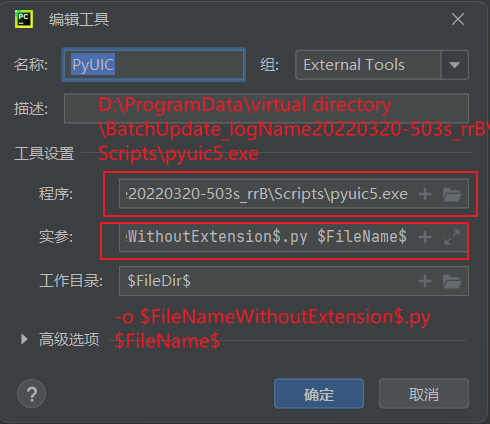 PC
编辑工具
名称: PyUIC 组: External Tools
描述:
D:\ProgramData\virtual directory
\BatchUpdate_logName20220320-503s_rrB\
Scripts\pyuic5.exe
工具设置
程序: 20220320-503s_rrB\Scripts\pyuic5.exe
实参: WithoutExtension$.py $FileName$
工作目录: $FileDir$
-o $FileNameWithoutExtension$.py
$FileName$
高级选项
? 确定 取消